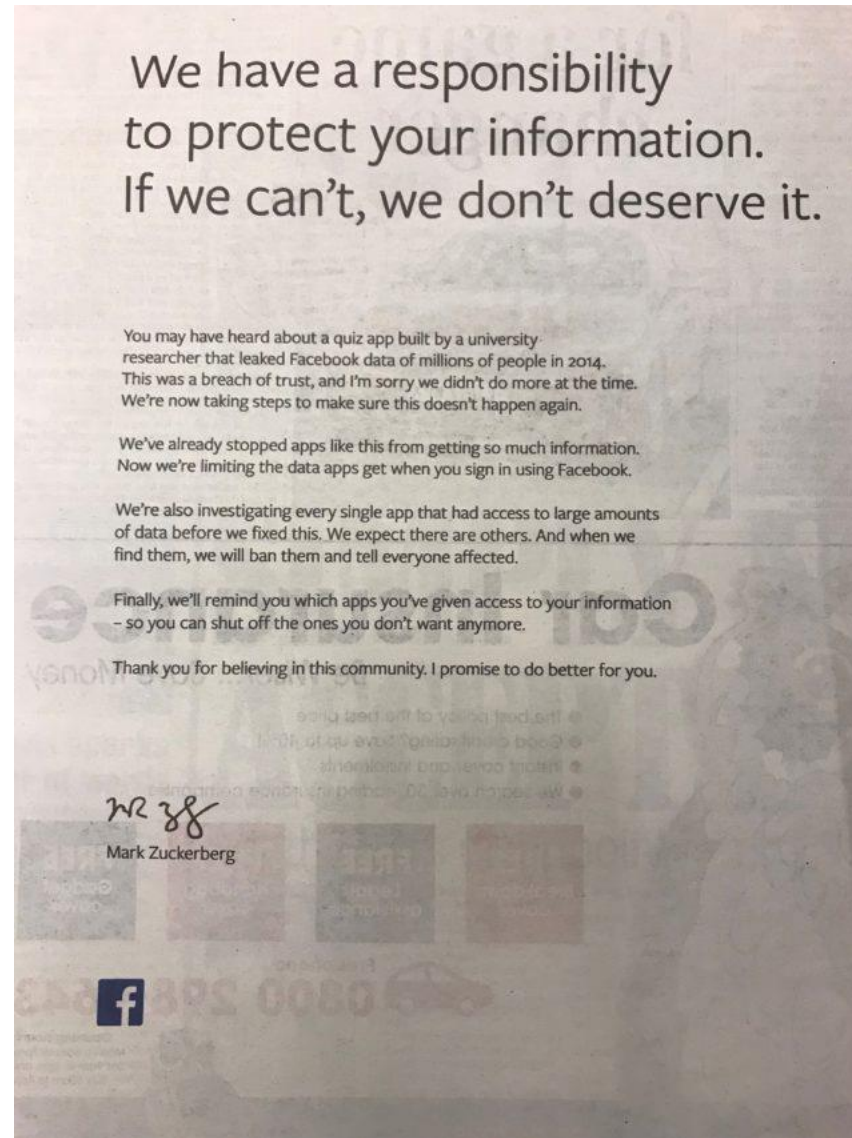 We have a responsibility
to protect your information.
If we can't, we don't deserve it.
You may have heard about a quiz app built by a university
researcher that leaked Facebook data of millions of people in 2014.
This was a breach of trust, and I'm sorry we didn't do more at the time.
We're now taking steps to make sure this doesn't happen again.
We've already stopped apps like this from getting so much information.
Now we're limiting the data apps get when you sign in using Facebook.
We're also investigating every single app that had access to large amounts
of data before we fixed this. We expect there are others. And when we
find them, we will ban them and tell everyone affected.
Finally, we'll remind you which apps you've given access to your information
– so you can shut off the ones you don't want anymore.
Thank you for believing in this community. I promise to do better for you.
Mark Zuckerberg
f